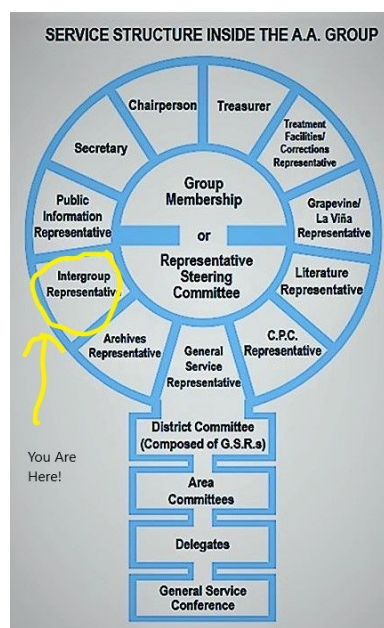 SERVICE STRUCTURE INSIDE THE A.A. GROUP
Chairperson
Treasurer
Secretary
Treatment
Facilities/
Corrections
Representative
Group
Membership
or
Representative
Steering
Committee
Public
Information
Representative
Grapevine/
La Viña
Representative
Intergroup
Representative
Literature
Representative
Archives
Representative
General
Service
Representative
C.P.C.
Representative
You Are
Here!
District Committee
(Composed of G.S.R.s)
Area
Committees
Delegates
General Service
Conference